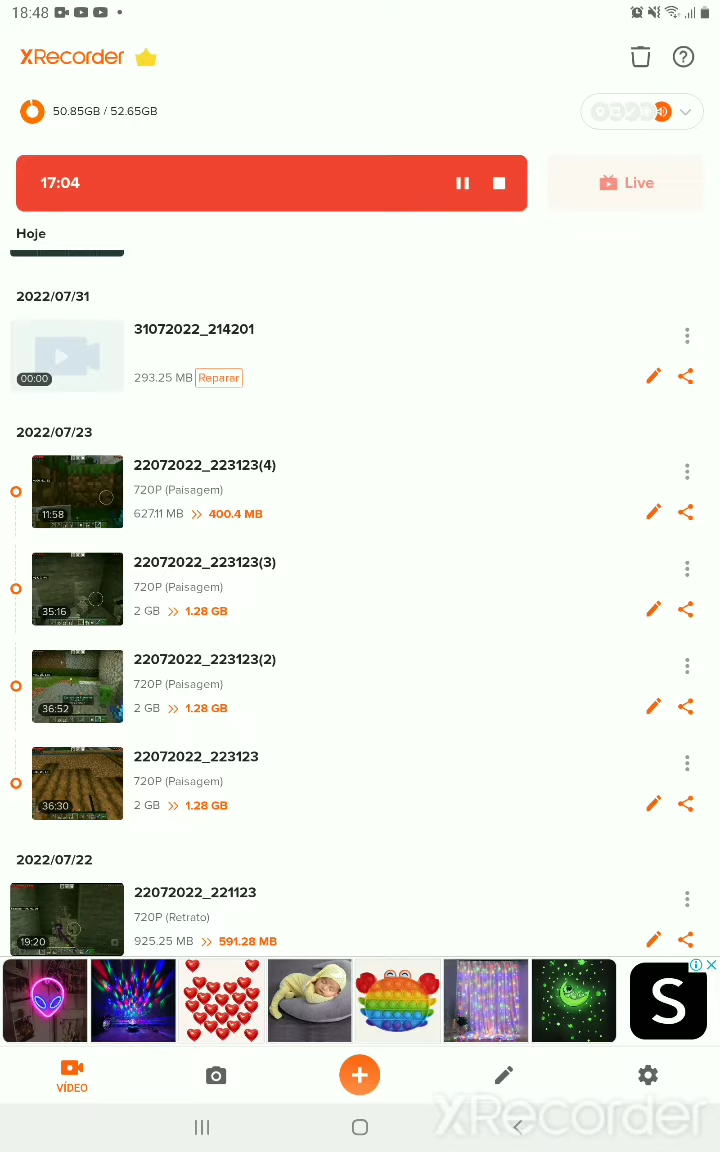 18:48
XRecorder
50.85GB / 52.65GB
17:04
Live
Hoje
2022/07/31
31072022_214201
00:00
293.25 MB Reparar
2022/07/23
22072022_223123(4)
720P (Paisagem)
11:58
627.11 MB >> 400.4 MB
22072022_223123(3)
720P (Paisagem)
35:16
2 GB >> 1.28 GB
22072022_223123(2)
720P (Paisagem)
36:52
2 GB >> 1.28 GB
22072022_223123
720P (Paisagem)
36:30
2 GB >> 1.28 GB
2022/07/22
22072022_221123
720P (Retrato)
19:20
925.25 MB >> 591.28 MB
S
VÍDEO
XRecorder